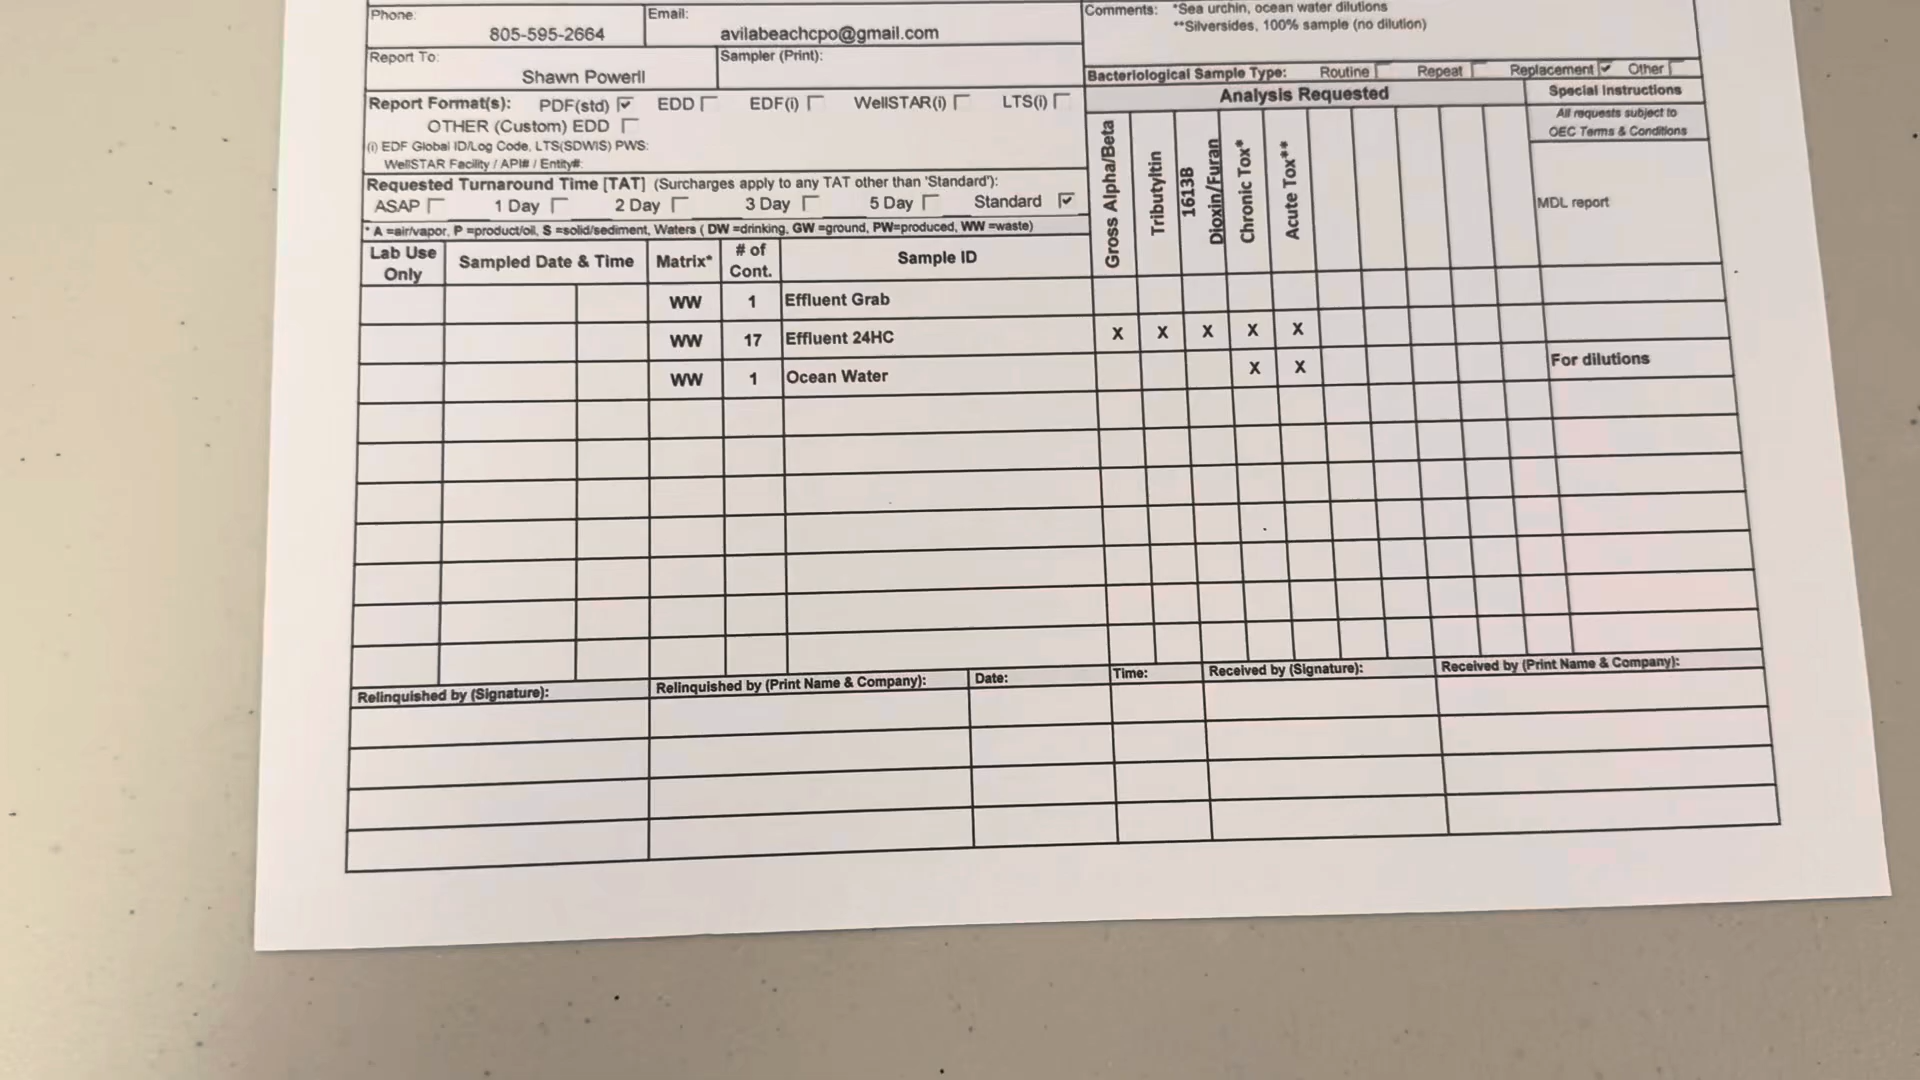 Phone:
805-595-2664
Email:
avilabeachcpo@gmail.com
Comments: *Sea urchin, ocean water dilutions
**Silversides, 100% sample (no dilution)
Report To:
Shawn Powerll
Sampler (Print):
Bacteriological Sample Type: Routine Repeat Replacement Other
Report Format(s): PDF(std) EDD EDF(i) WellSTAR(i) LTS(i)
OTHER (Custom) EDD
(i) EDF Global ID/Log Code, LTS(SDWIS) PWS:
WellSTAR Facility / API# / Entity#:
Analysis Requested
Special Instructions
All requests subject to
OEC Terms & Conditions
Requested Turnaround Time [TAT] (Surcharges apply to any TAT other than 'Standard'):
ASAP 1 Day 2 Day 3 Day 5 Day Standard
* A =air/vapor, P =product/oil, S =solid/sediment, Waters ( DW =drinking, GW =ground, PW=produced, WW =waste)
Gross Alpha/Beta
Tributyltin
1613B
Dioxin/Furan
Chronic Tox*
Acute Tox**
MDL report
Lab Use
Only
Sampled Date & Time
Matrix*
# of
Cont.
Sample ID
WW 1 Effluent Grab
WW 17 Effluent 24HC X X X X X
WW 1 Ocean Water X X For dilutions
Relinquished by (Signature): Relinquished by (Print Name & Company): Date: Time: Received by (Signature): Received by (Print Name & Company):